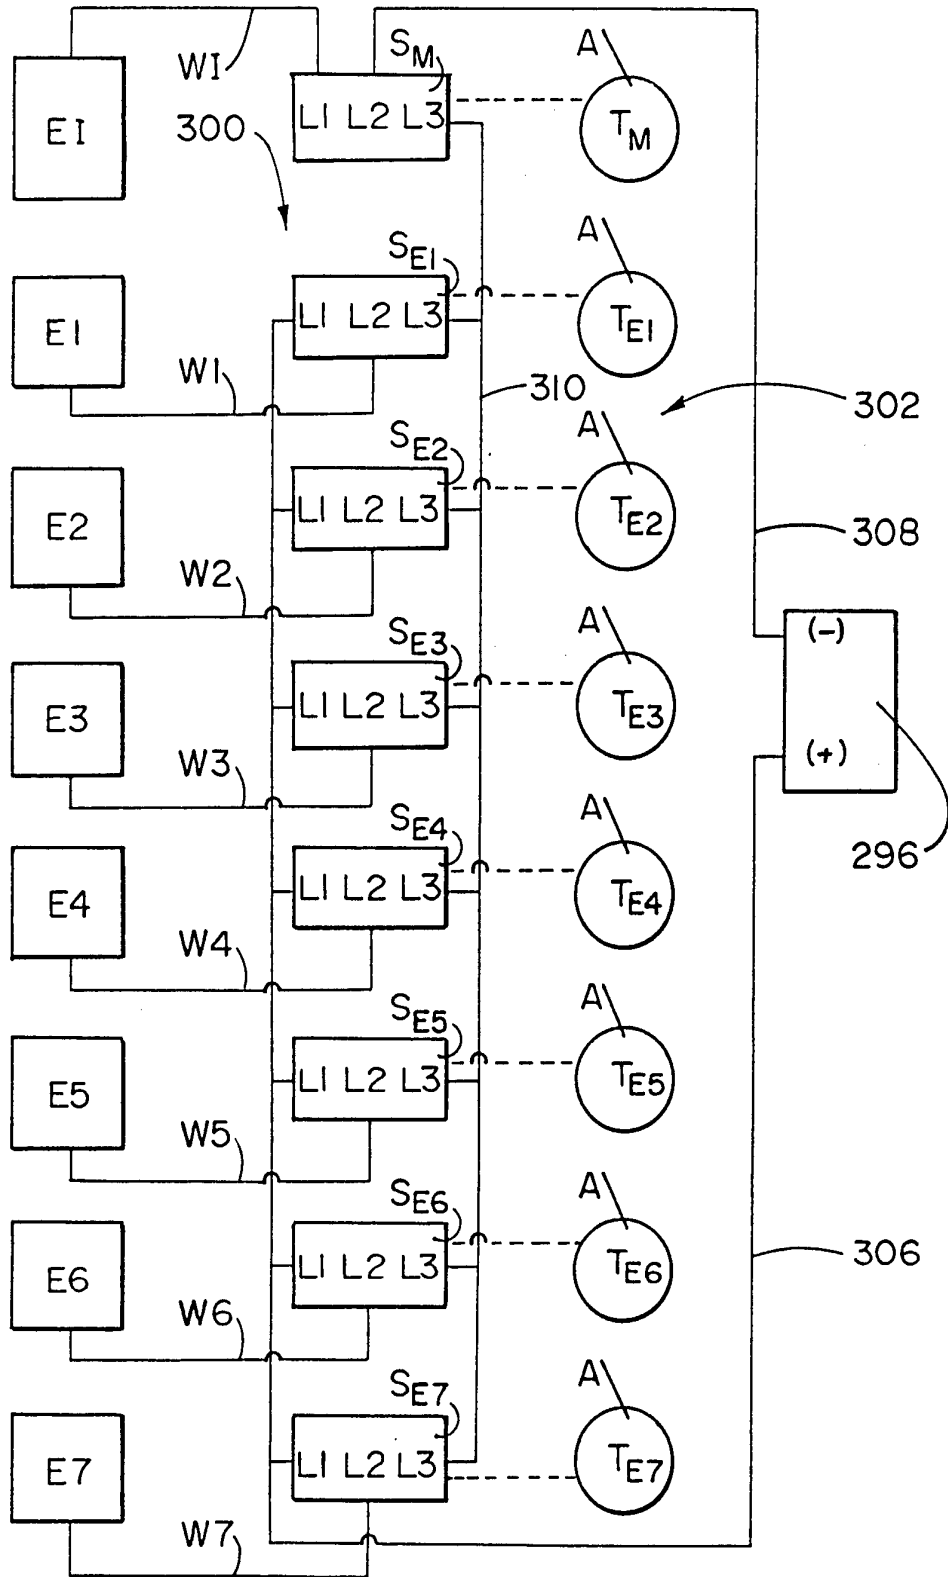 WI
S_M
A
EI
300
L1 L2 L3
T_M
S_E1
A
E1
L1 L2 L3
T_E1
W1
310
302
S_E2
A
E2
L1 L2 L3
T_E2
308
W2
S_E3
A
(-)
E3
L1 L2 L3
T_E3
(+)
W3
S_E4
A
296
E4
L1 L2 L3
T_E4
W4
S_E5
A
E5
L1 L2 L3
T_E5
W5
S_E6
A
306
E6
L1 L2 L3
T_E6
W6
S_E7
A
E7
L1 L2 L3
T_E7
W7